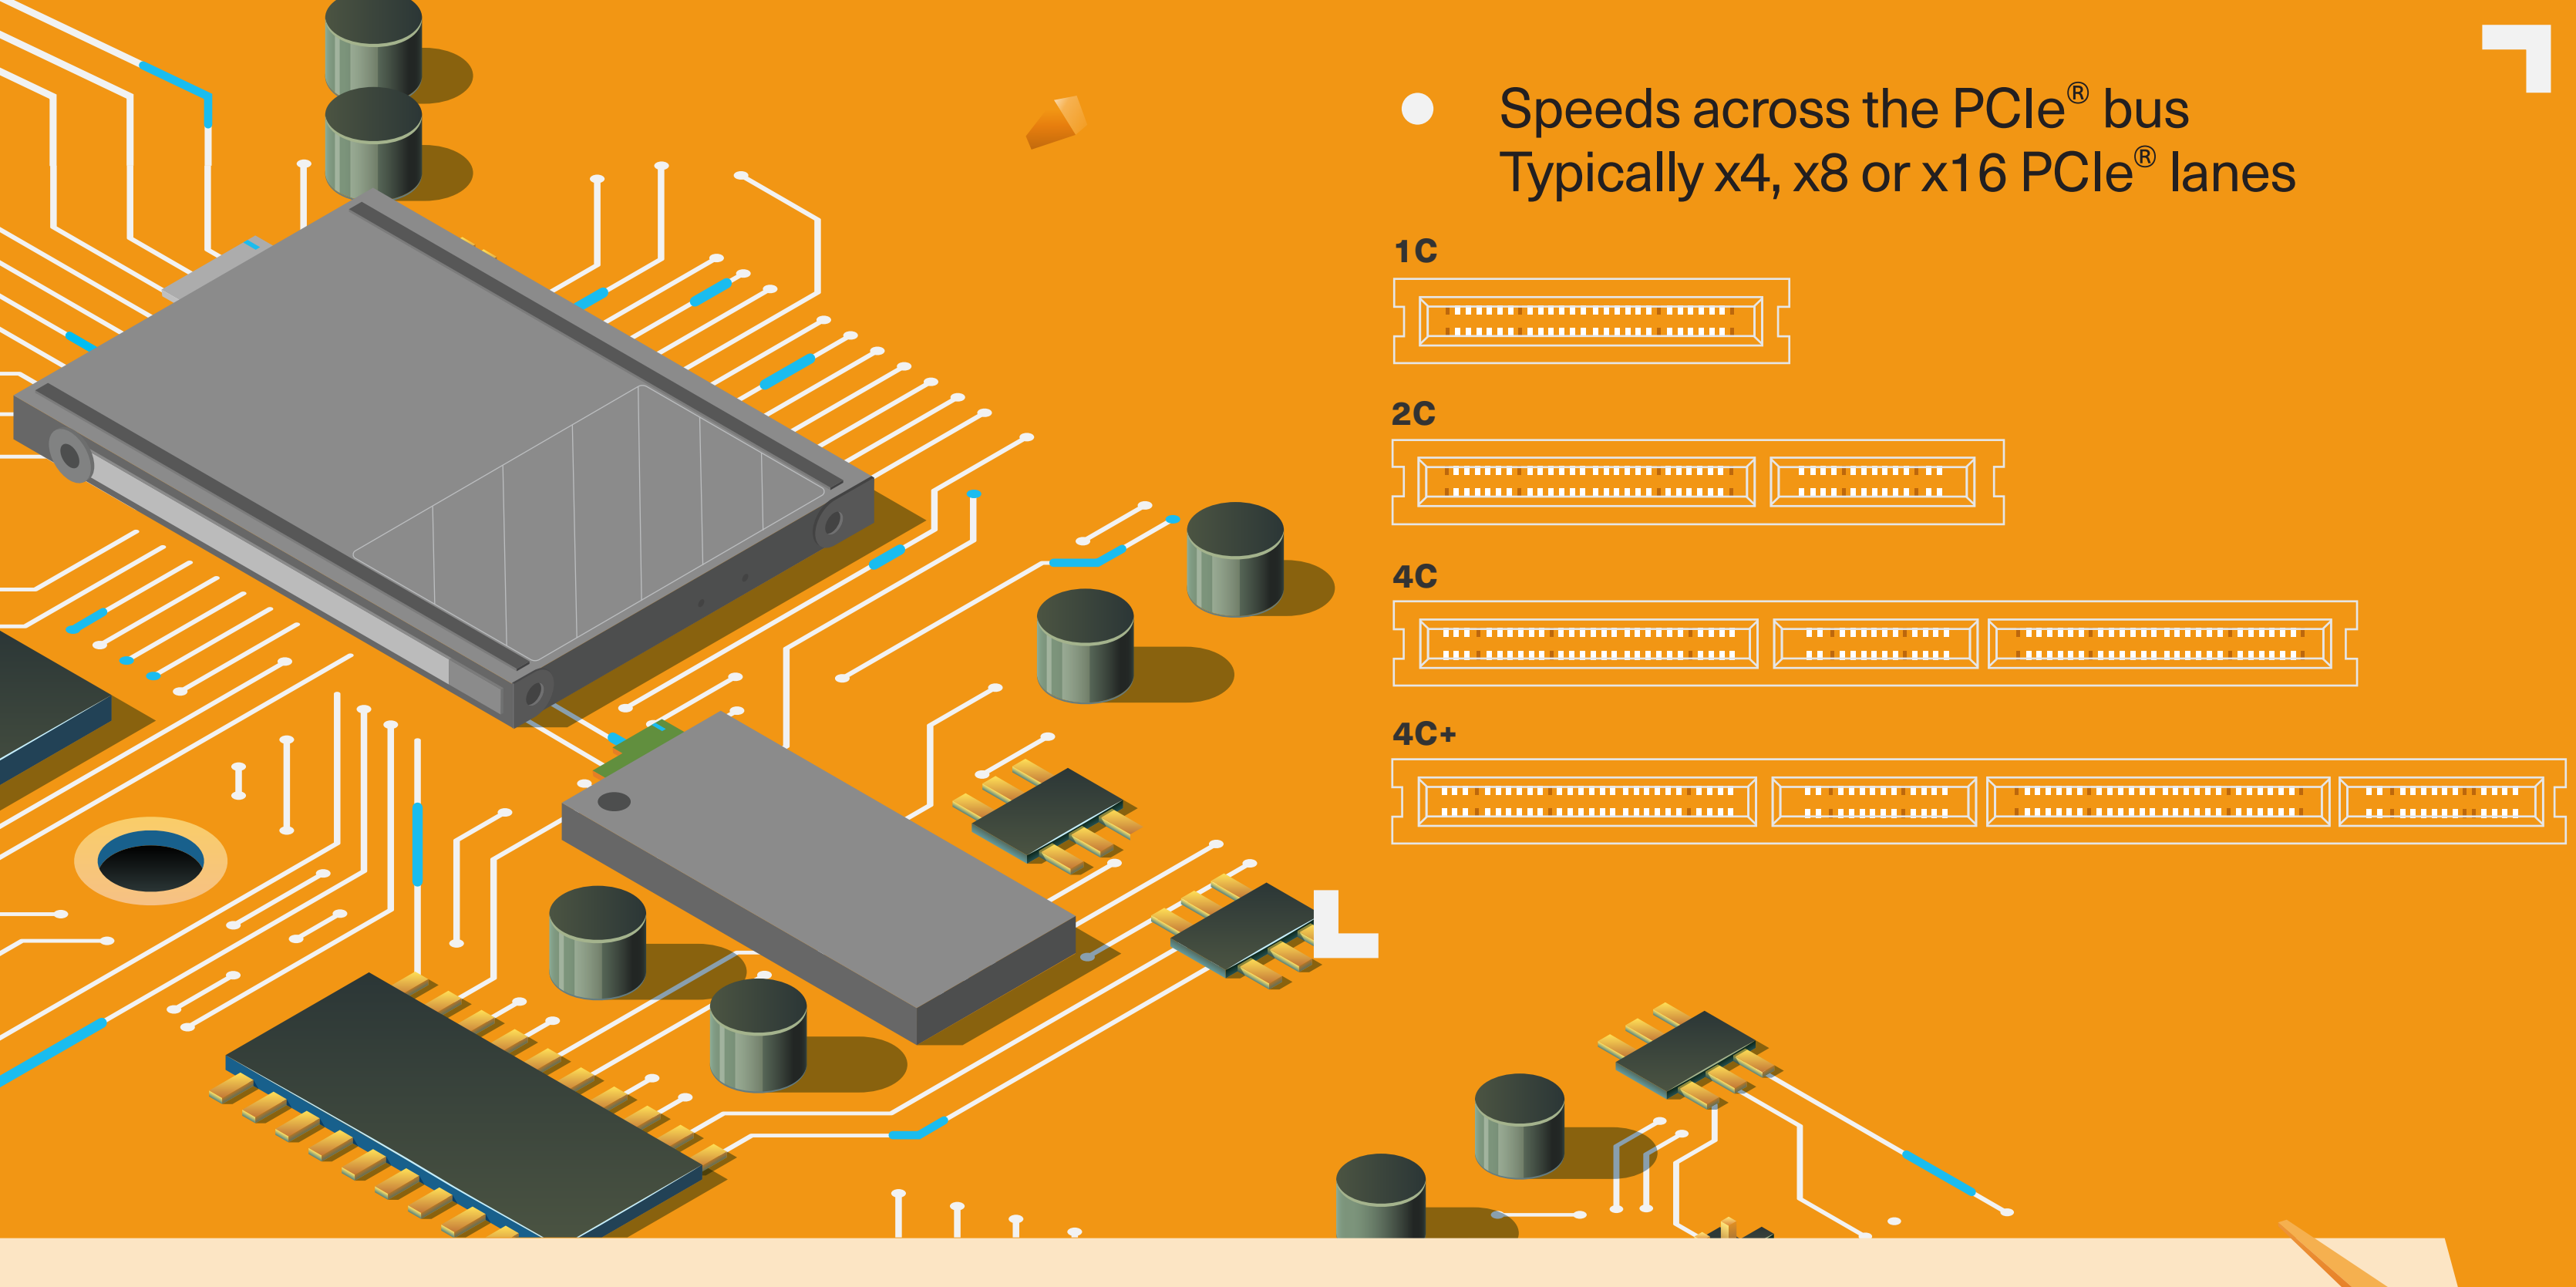 Speeds across the PCIe® bus
Typically x4, x8 or x16 PCIe® lanes
1C
2C
4C
4C+